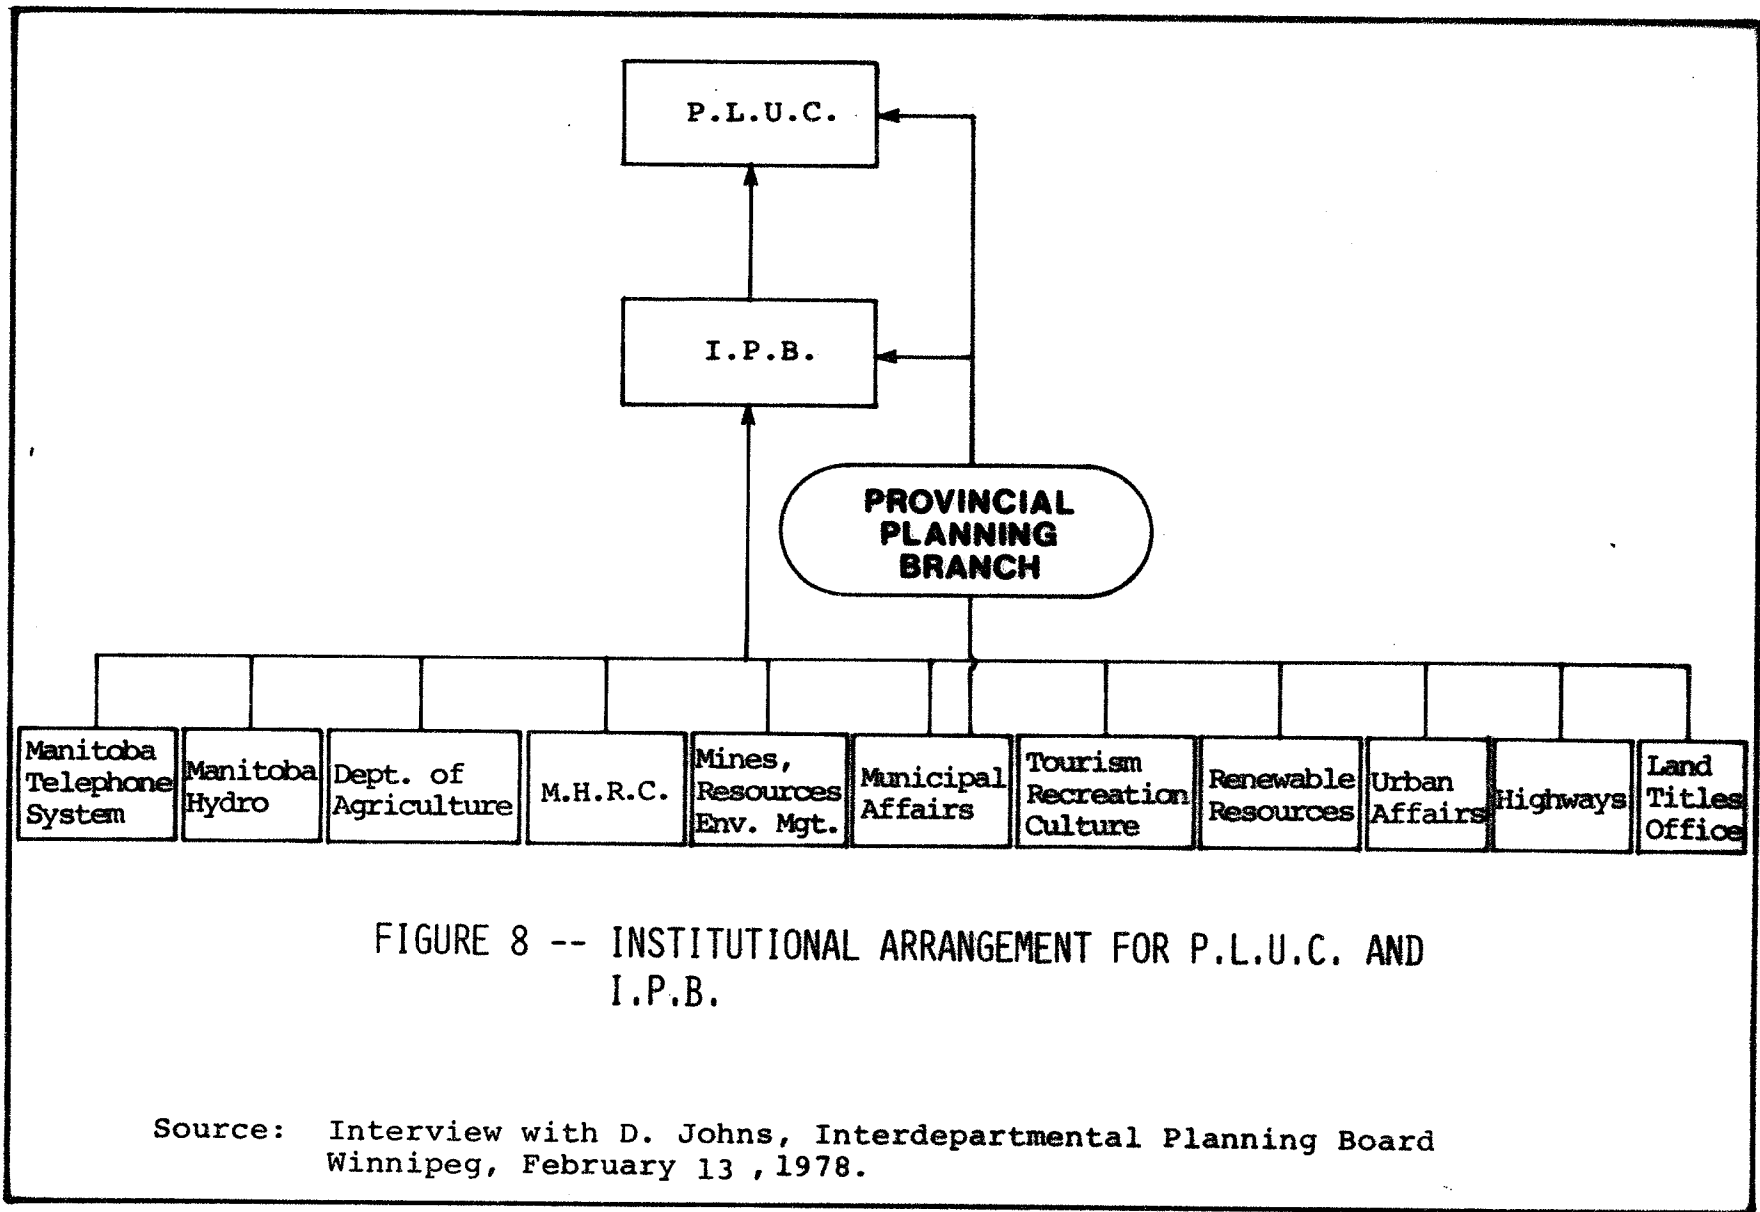 P.L.U.C.
I.P.B.
PROVINCIAL
PLANNING
BRANCH
Manitoba
Telephone
System
Manitoba
Hydro
Dept. of
Agriculture
M.H.R.C.
Mines,
Resources
Env. Mgt.
Municipal
Affairs
Tourism
Recreation
Culture
Renewable
Resources
Urban
Affairs
Highways
Land
Titles
Office
FIGURE 8 -- INSTITUTIONAL ARRANGEMENT FOR P.L.U.C. AND
I.P.B.
Source: Interview with D. Johns, Interdepartmental Planning Board
Winnipeg, February 13 , 1978.